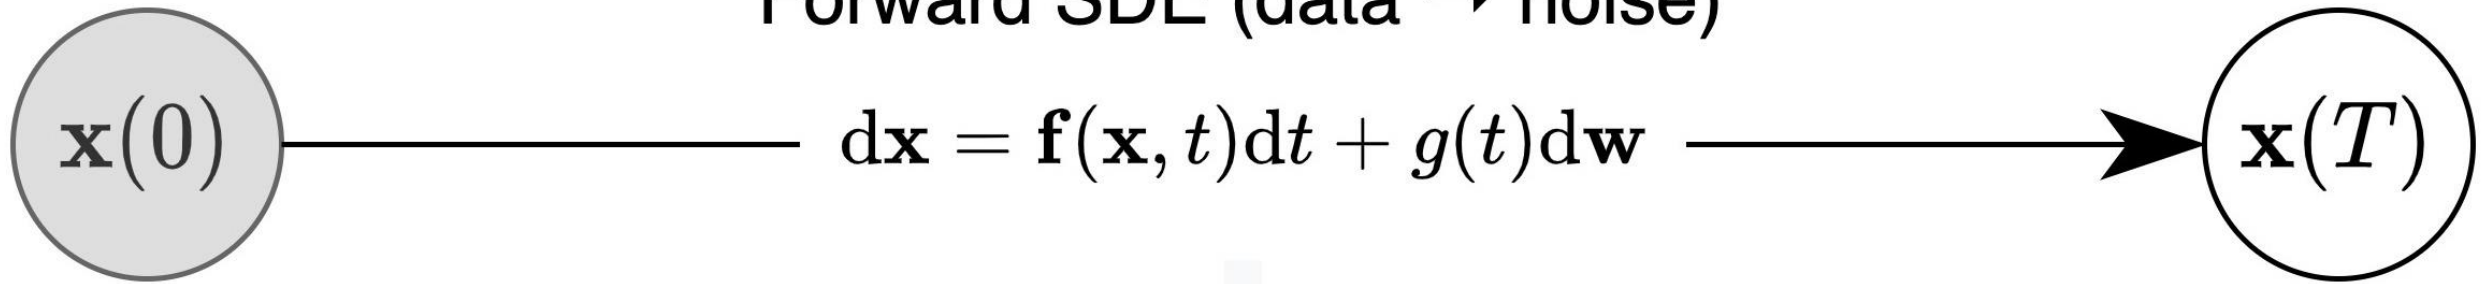 Forward SDE (data → noise)
x(0)
dx = f(x, t)dt + g(t)dw
x(T)